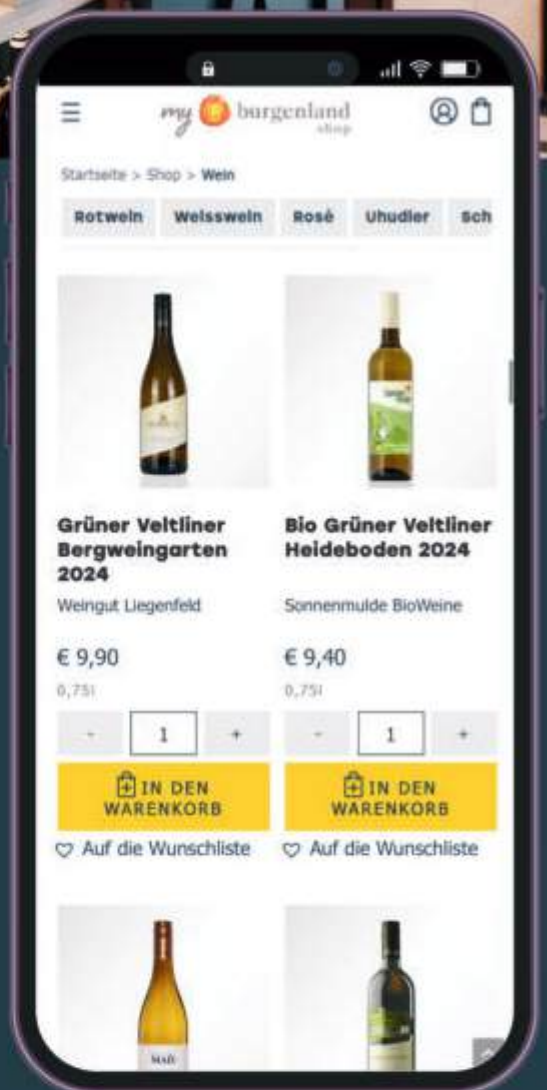 my burgenland
shop
Startseite > Shop > Wein
Rotwein Weisswein Rosé Uhudler Sch
Grüner Veltliner
Bergweingarten
2024
Weingut Liegenfeld
€ 9,90
0,75l
- 1 +
IN DEN
WARENKORB
Auf die Wunschliste
Bio Grüner Veltliner
Heideboden 2024
Sonnenmulde BioWeine
€ 9,40
0,75l
- 1 +
IN DEN
WARENKORB
Auf die Wunschliste